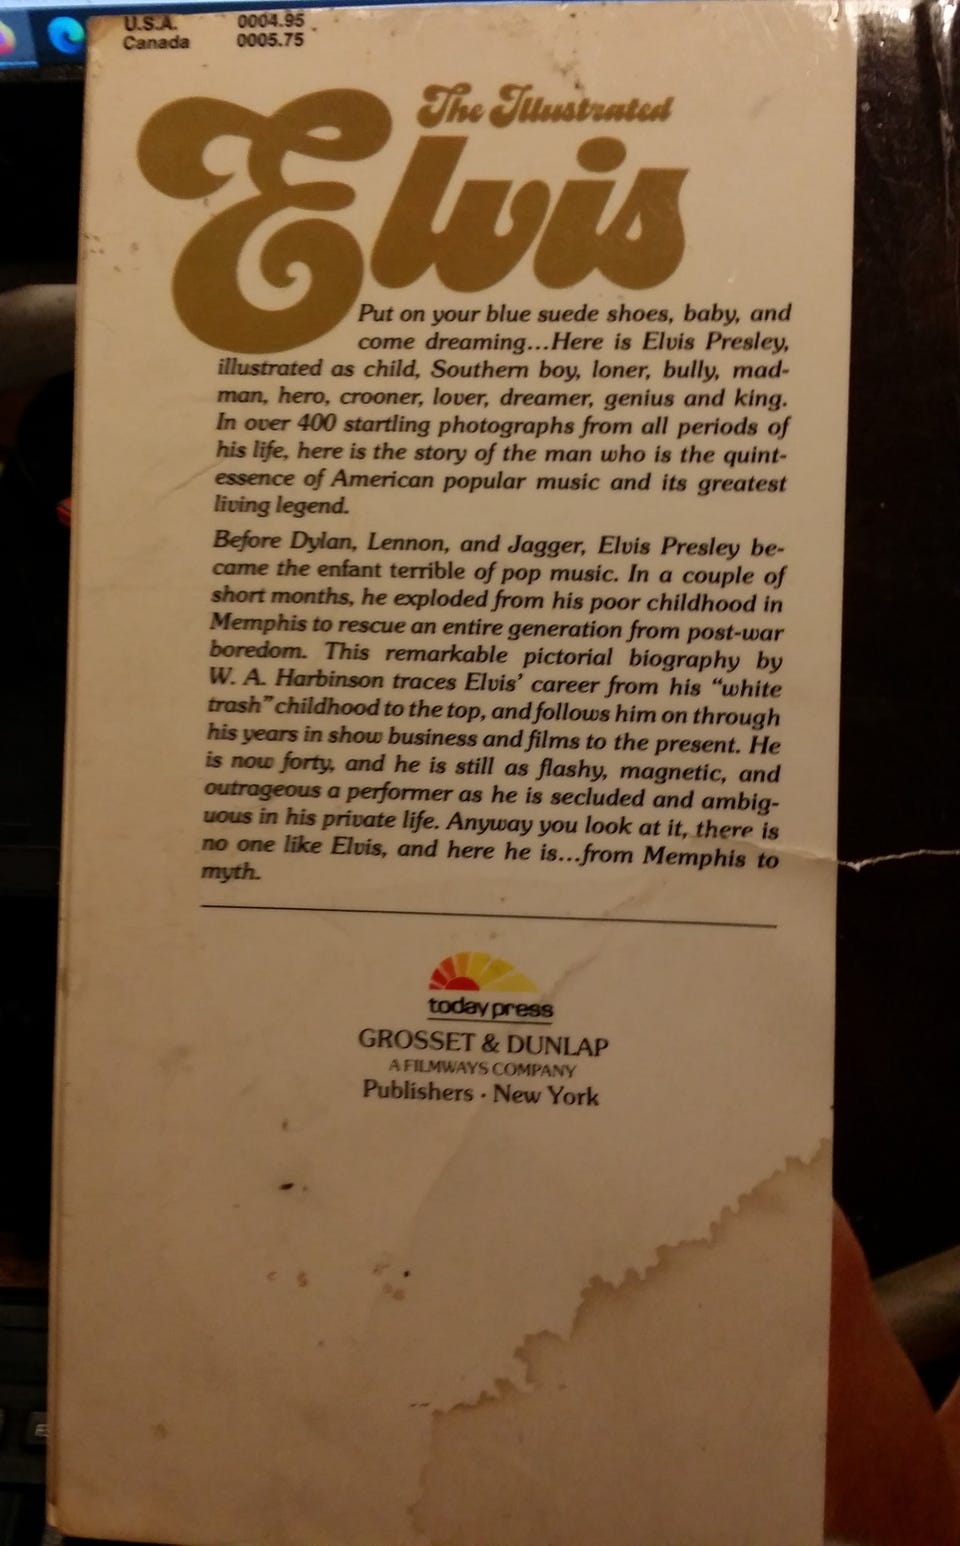 U.S.A. 0004.95
Canada 0005.75
The Illustrated
Elvis
Put on your blue suede shoes, baby, and
come dreaming...Here is Elvis Presley,
illustrated as child, Southern boy, loner, bully, mad-
man, hero, crooner, lover, dreamer, genius and king.
In over 400 startling photographs from all periods of
his life, here is the story of the man who is the quint-
essence of American popular music and its greatest
living legend.
Before Dylan, Lennon, and Jagger, Elvis Presley be-
came the enfant terrible of pop music. In a couple of
short months, he exploded from his poor childhood in
Memphis to rescue an entire generation from post-war
boredom. This remarkable pictorial biography by
W. A. Harbinson traces Elvis' career from his "white
trash" childhood to the top, and follows him on through
his years in show business and films to the present. He
is now forty, and he is still as flashy, magnetic, and
outrageous a performer as he is secluded and ambig-
uous in his private life. Anyway you look at it, there is
no one like Elvis, and here he is...from Memphis to
myth.
today press
GROSSET & DUNLAP
A FILMWAYS COMPANY
Publishers · New York